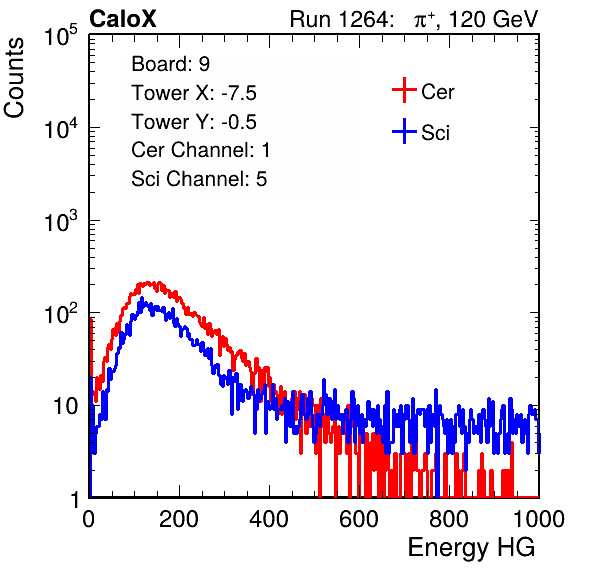 CaloX Run 1264: π⁺, 120 GeV
Counts
10⁵
10⁴
10³
10²
10
1
Board: 9
Tower X: -7.5
Tower Y: -0.5
Cer Channel: 1
Sci Channel: 5
Cer
Sci
0 200 400 600 800 1000
Energy HG